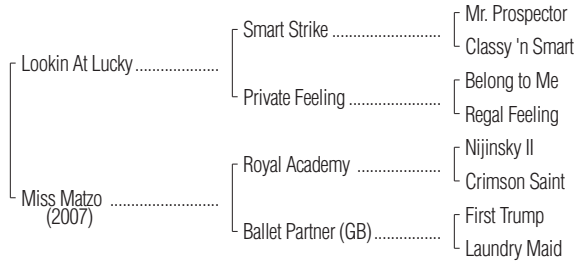 Mr. Prospector
Smart Strike ....................
Classy 'n Smart
Lookin At Lucky ....................
Belong to Me
Private Feeling ....................
Regal Feeling
Nijinsky II
Royal Academy ....................
Crimson Saint
Miss Matzo ....................
(2007)
First Trump
Ballet Partner (GB) ....................
Laundry Maid